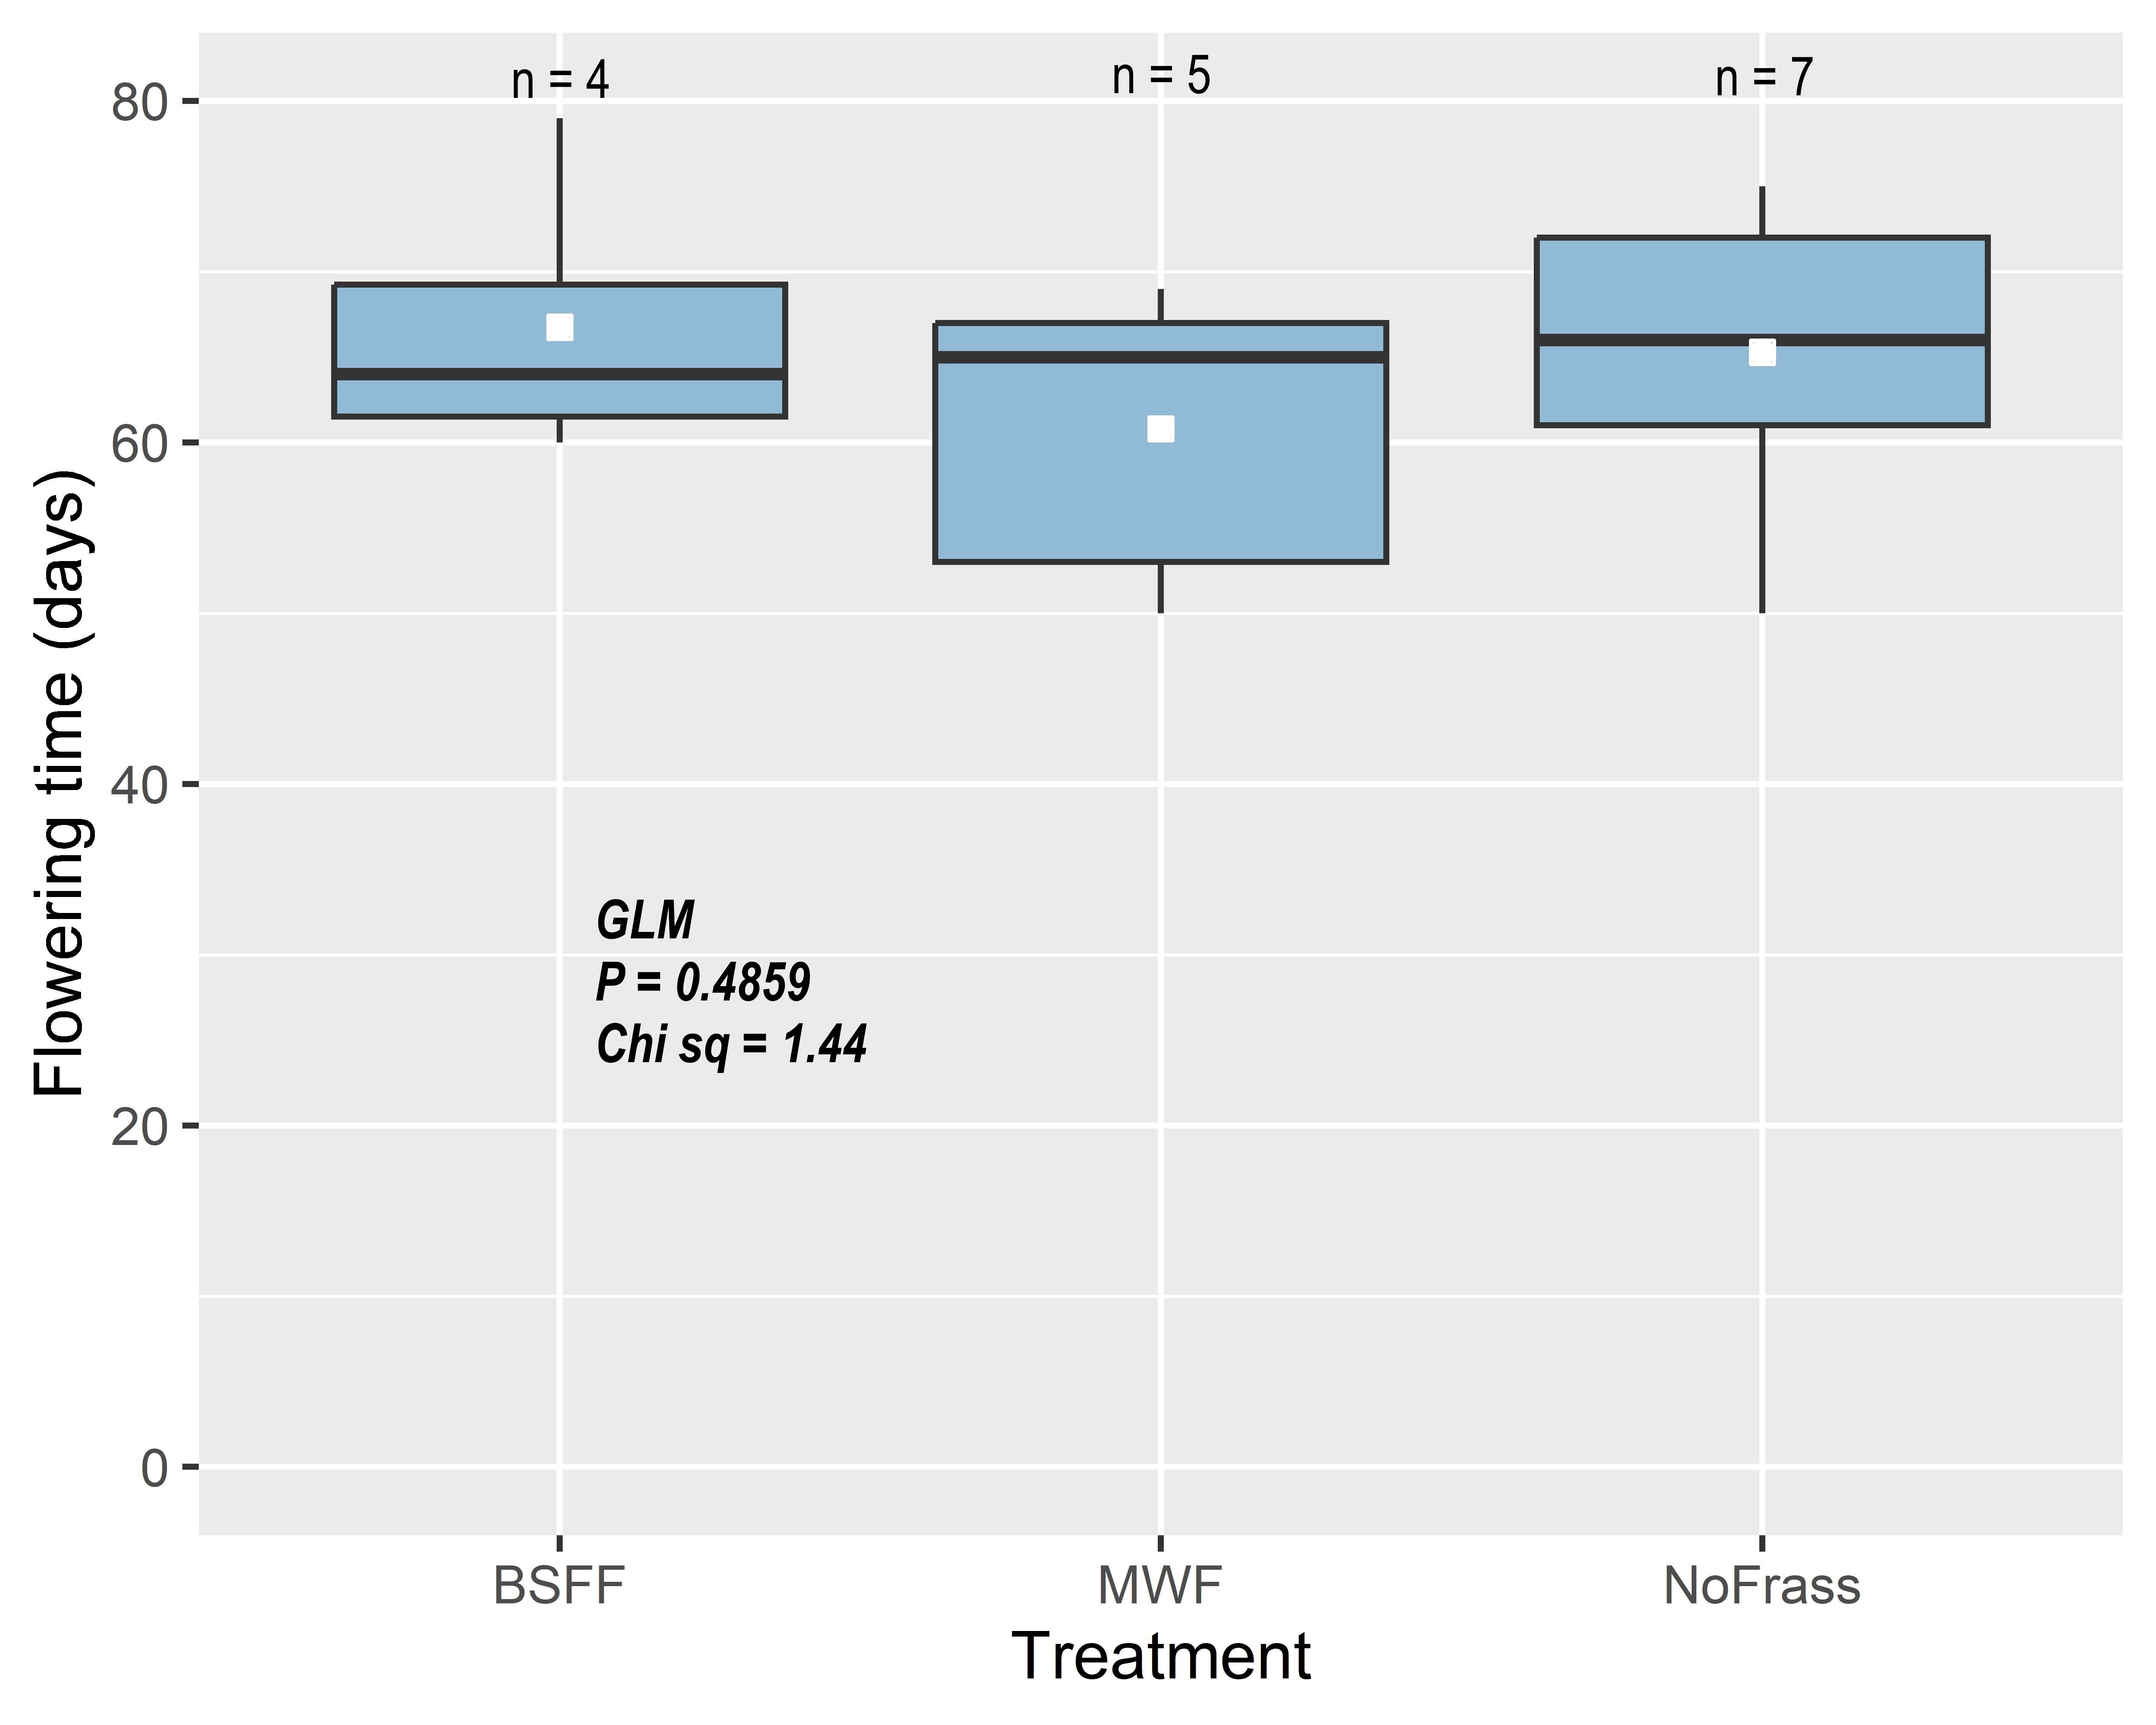 n = 4
n = 5
n = 7
80
60
40
20
0
Flowering time (days)
GLM
P = 0.4859
Chi sq = 1.44
BSFF
MWF
NoFrass
Treatment